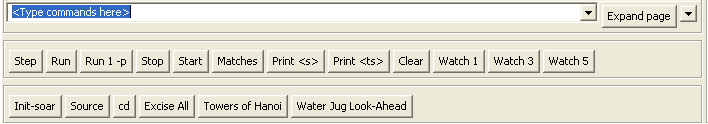 <Type commands here> Expand page
Step Run Run 1 -p Stop Start Matches Print <s> Print <ts> Clear Watch 1 Watch 3 Watch 5
Init-soar Source cd Excise All Towers of Hanoi Water Jug Look-Ahead